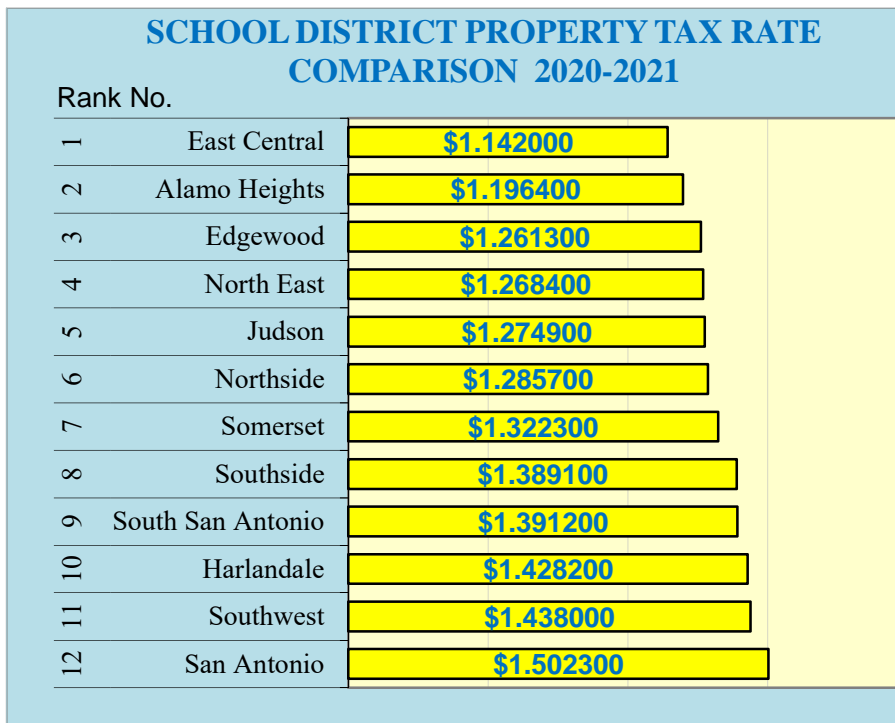 SCHOOL DISTRICT PROPERTY TAX RATE
COMPARISON 2020-2021
Rank No.
1 East Central $1.142000
2 Alamo Heights $1.196400
3 Edgewood $1.261300
4 North East $1.268400
5 Judson $1.274900
6 Northside $1.285700
7 Somerset $1.322300
8 Southside $1.389100
9 South San Antonio $1.391200
10 Harlandale $1.428200
11 Southwest $1.438000
12 San Antonio $1.502300